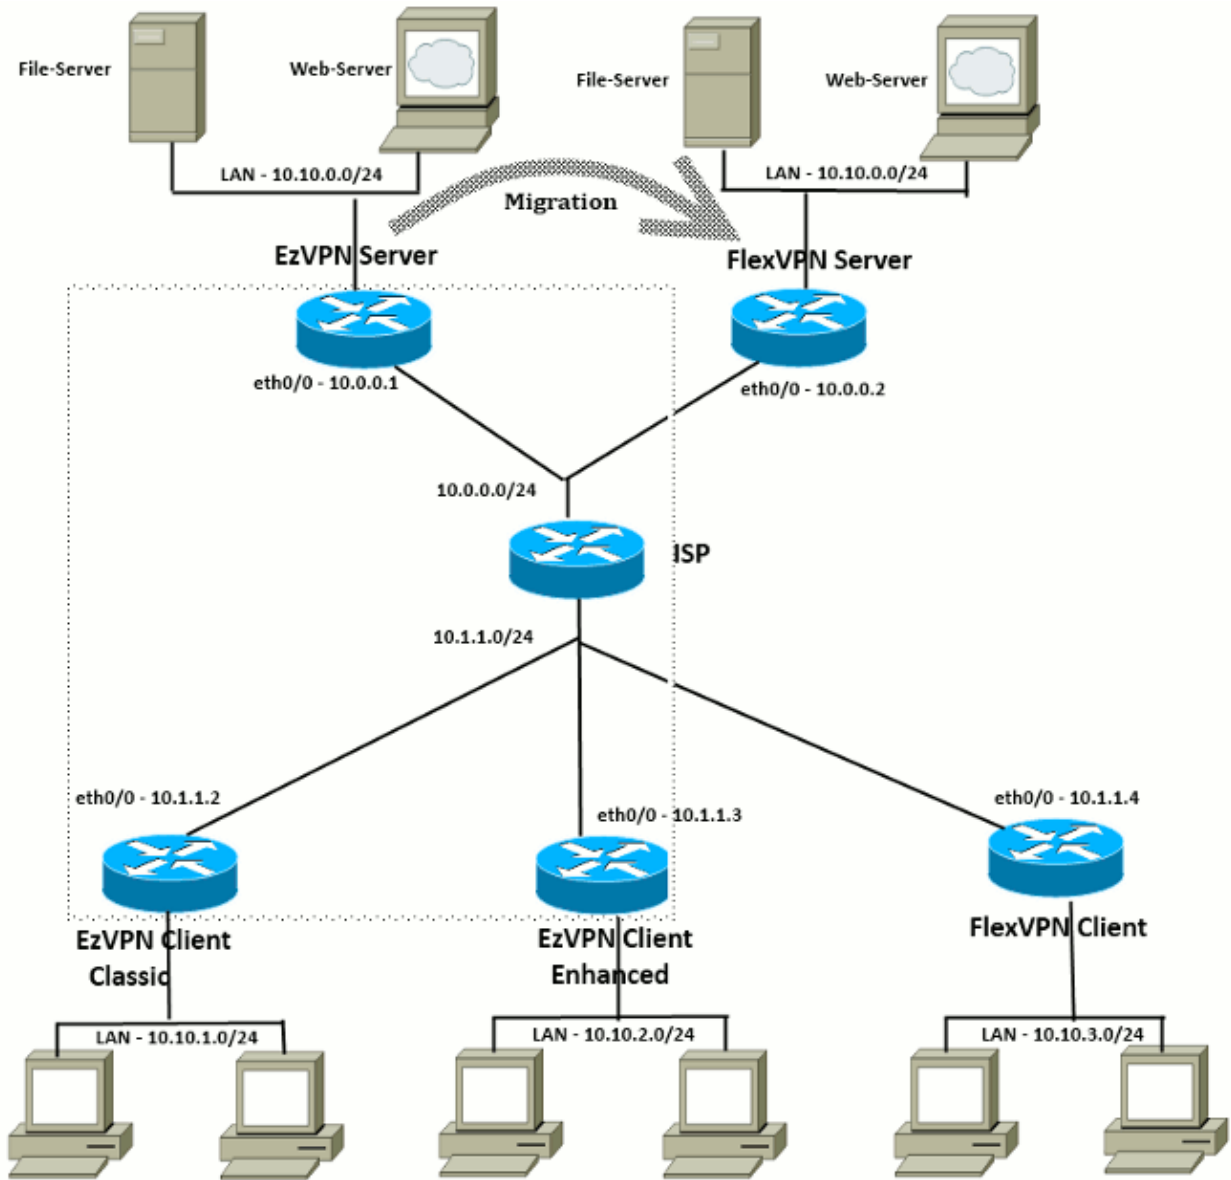 File-Server
Web-Server
File-Server
Web-Server
LAN - 10.10.0.0/24
LAN - 10.10.0.0/24
Migration
EzVPN Server
FlexVPN Server
eth0/0 - 10.0.0.1
eth0/0 - 10.0.0.2
10.0.0.0/24
ISP
10.1.1.0/24
eth0/0 - 10.1.1.2
eth0/0 - 10.1.1.3
eth0/0 - 10.1.1.4
EzVPN Client
Classic
EzVPN Client
Enhanced
FlexVPN Client
LAN - 10.10.1.0/24
LAN - 10.10.2.0/24
LAN - 10.10.3.0/24